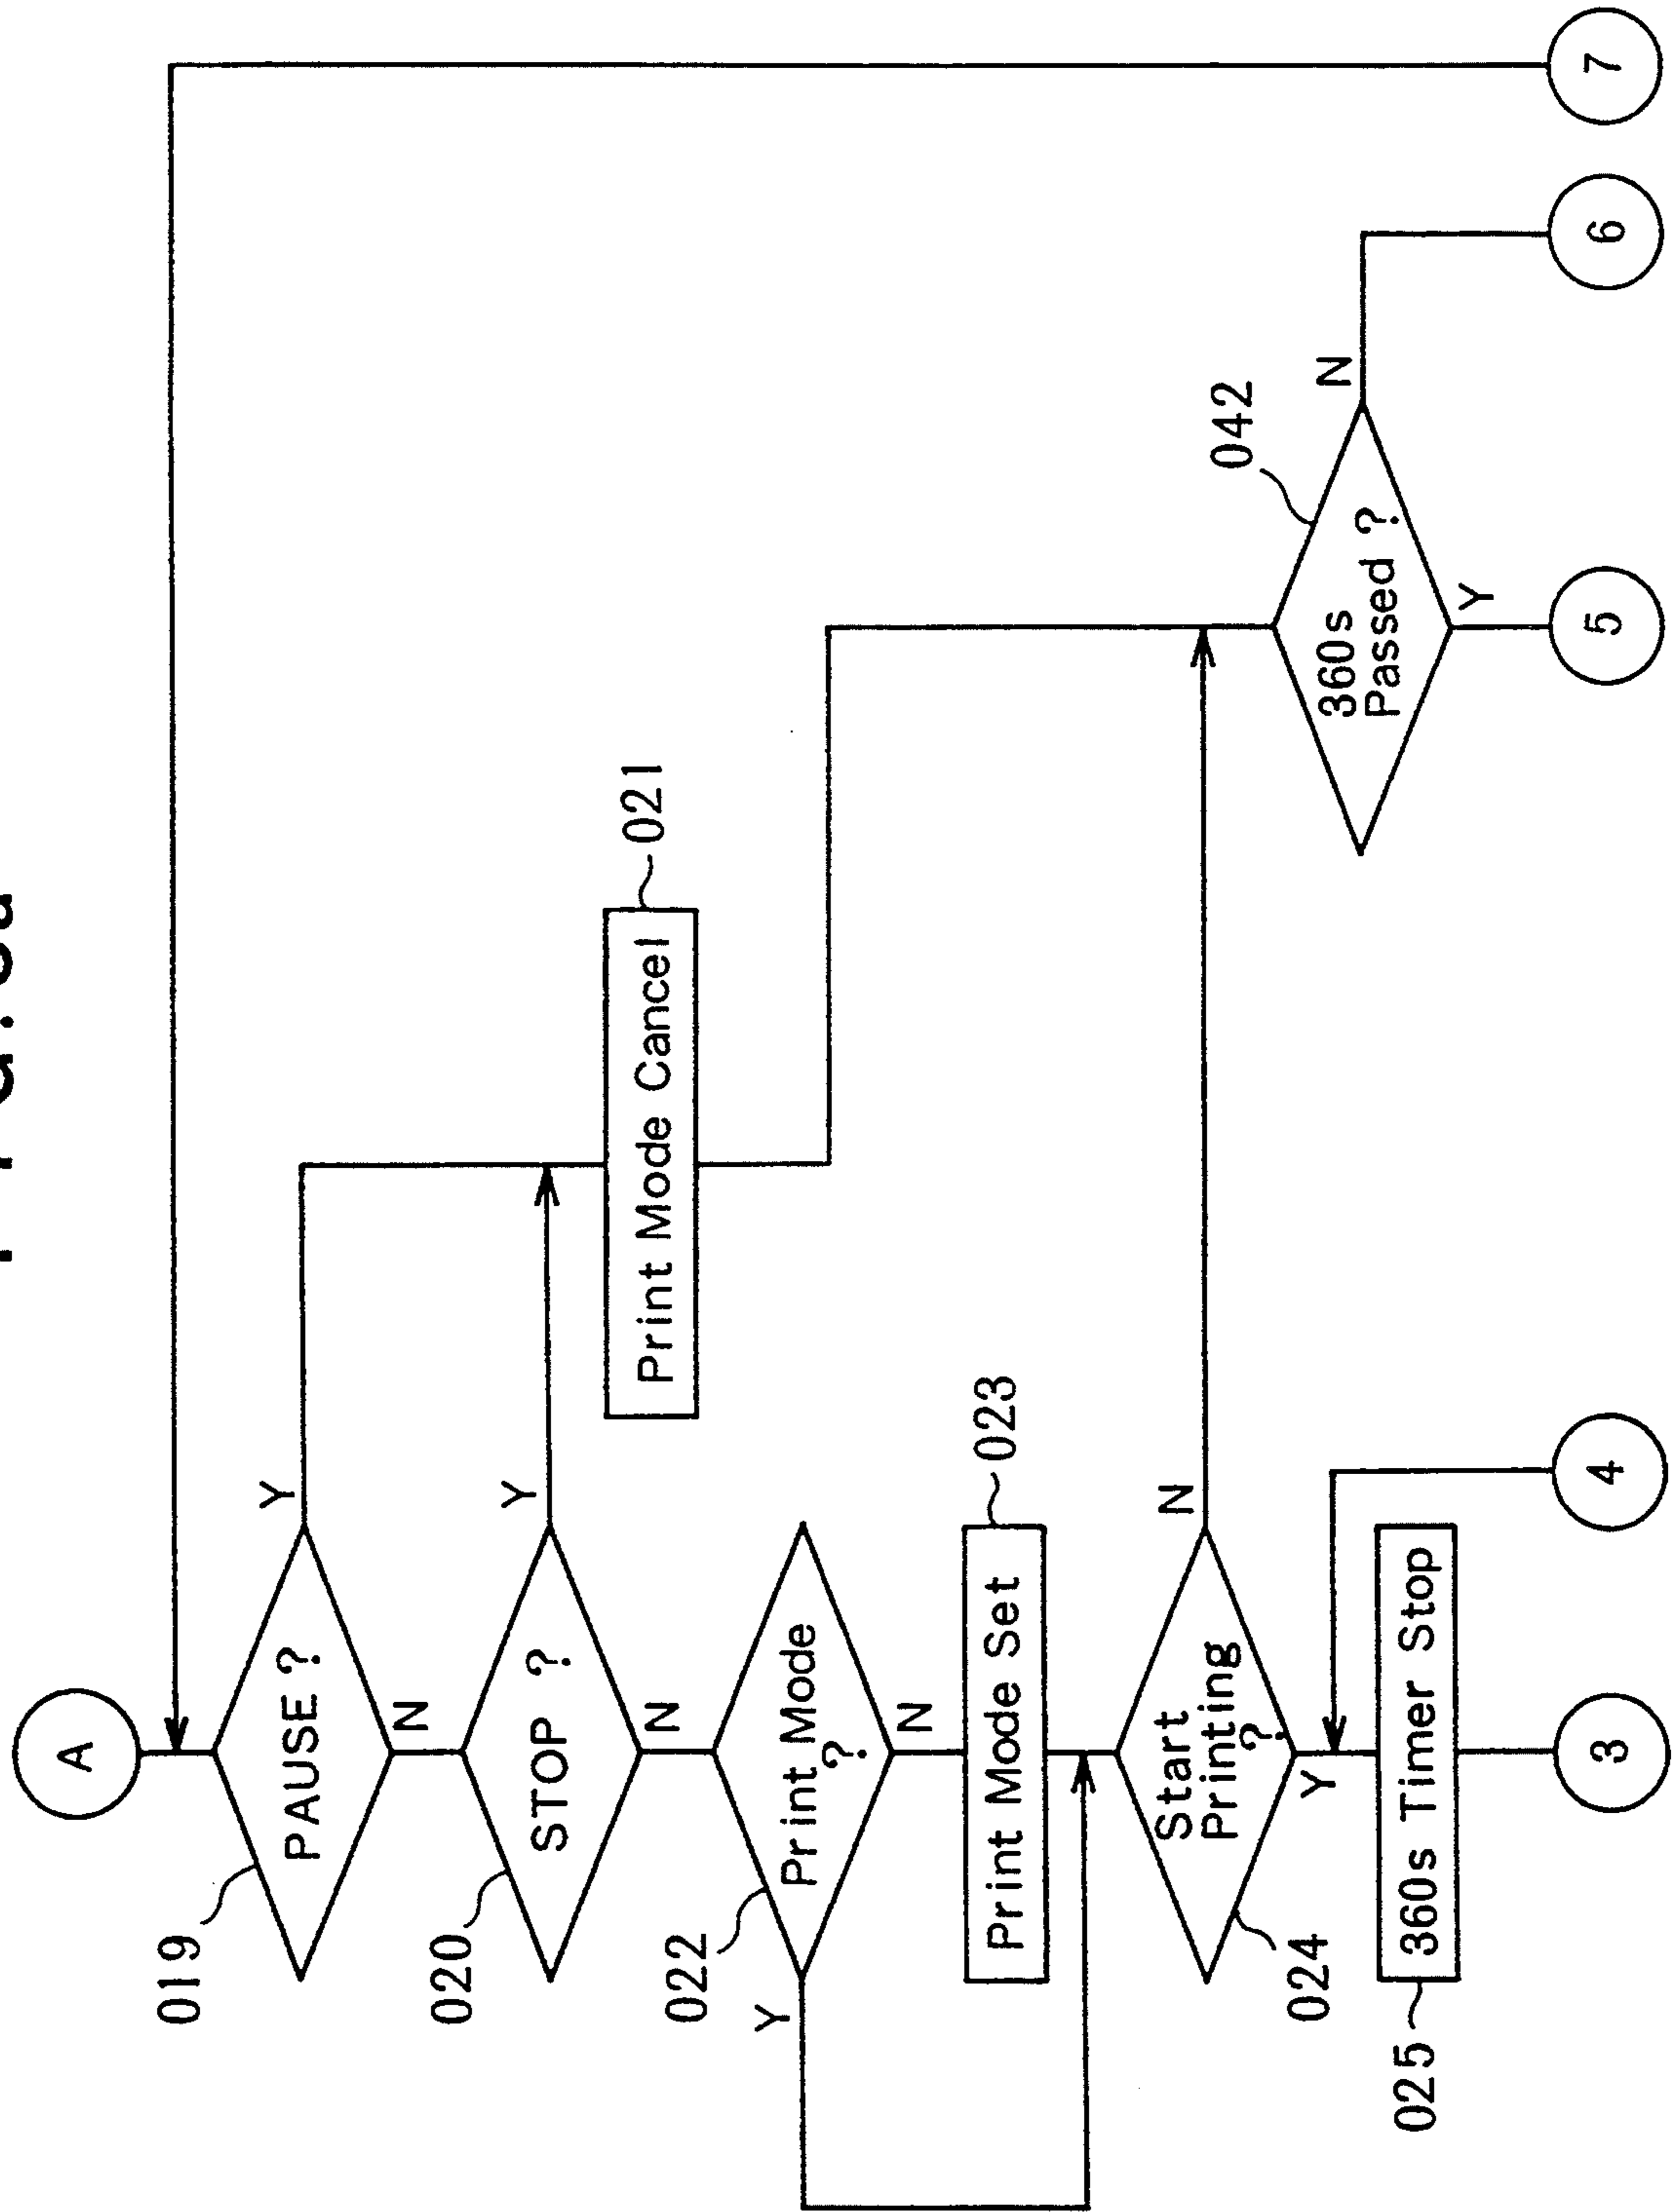 A
7
019
PAUSE ?
Y
N
020
STOP ?
Y
N
Print Mode Cancel
021
022
Print Mode
?
Y
N
Print Mode Set
023
024
Start
Printing
?
N
Y
360s
Passed ?
042
N
Y
025
360s Timer Stop
3
4
5
6